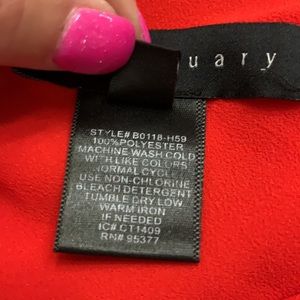 uary
STYLE# B0118-H59
100% POLYESTER
MACHINE WASH COLD
WITH LIKE COLORS
NORMAL CYCLE
USE NON-CHLORINE
BLEACH DETERGENT
TUMBLE DRY LOW
WARM IRON
IF NEEDED
IC# CT1409
RN# 95377